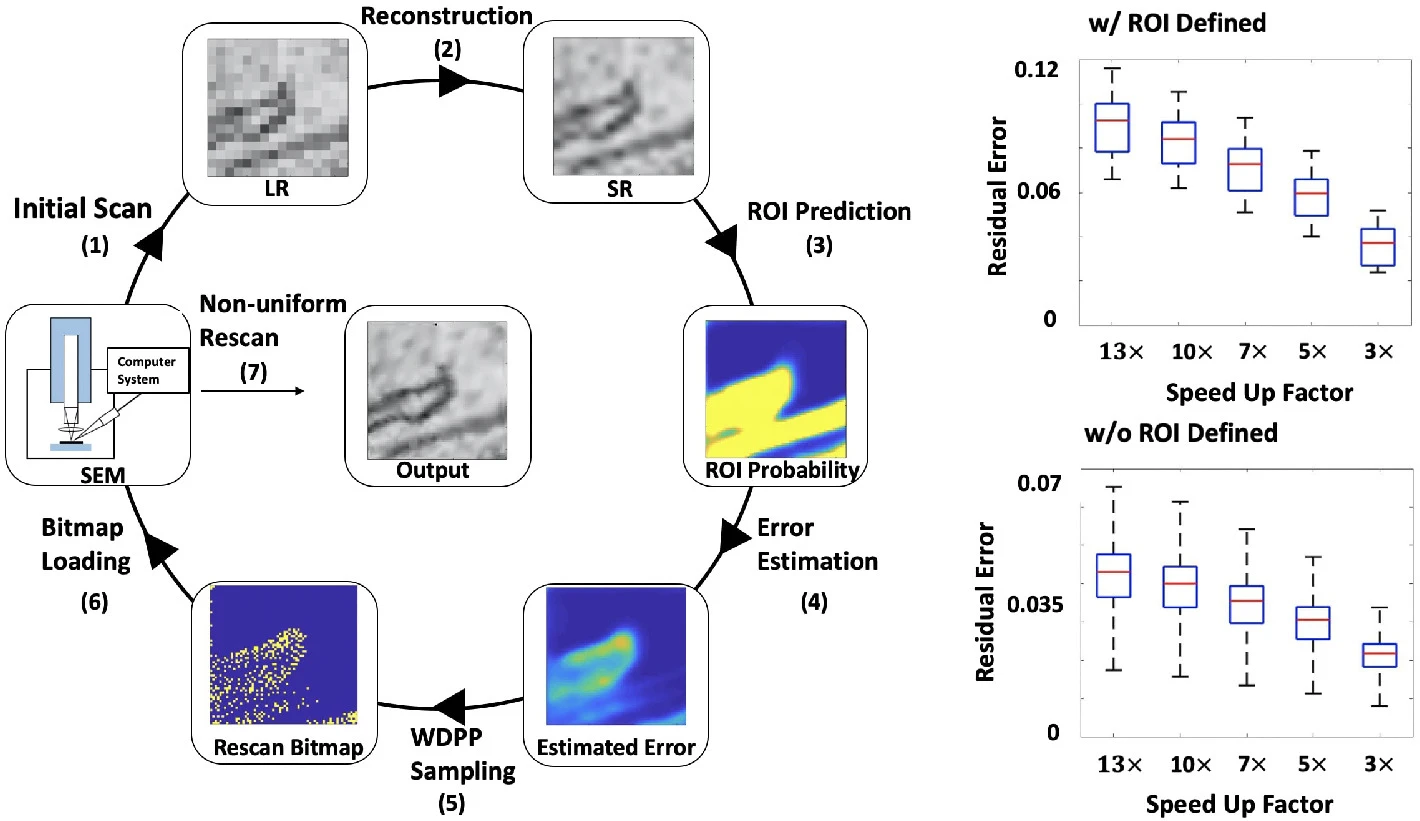 Reconstruction
(2)
LR
SR
Initial Scan
(1)
ROI Prediction
(3)
Non-uniform
Rescan
(7)
Computer
System
SEM
Output
ROI Probability
Bitmap
Loading
(6)
Error
Estimation
(4)
Rescan Bitmap
Estimated Error
WDPP
Sampling
(5)
w/ ROI Defined
0.12
0.06
0
Residual Error
13× 10× 7× 5× 3×
Speed Up Factor
w/o ROI Defined
0.07
0.035
0
Residual Error
13× 10× 7× 5× 3×
Speed Up Factor